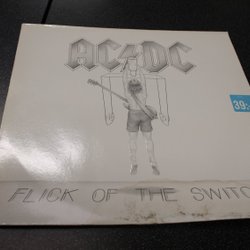 AC/DC
39:-
FLICK OF THE SWITC